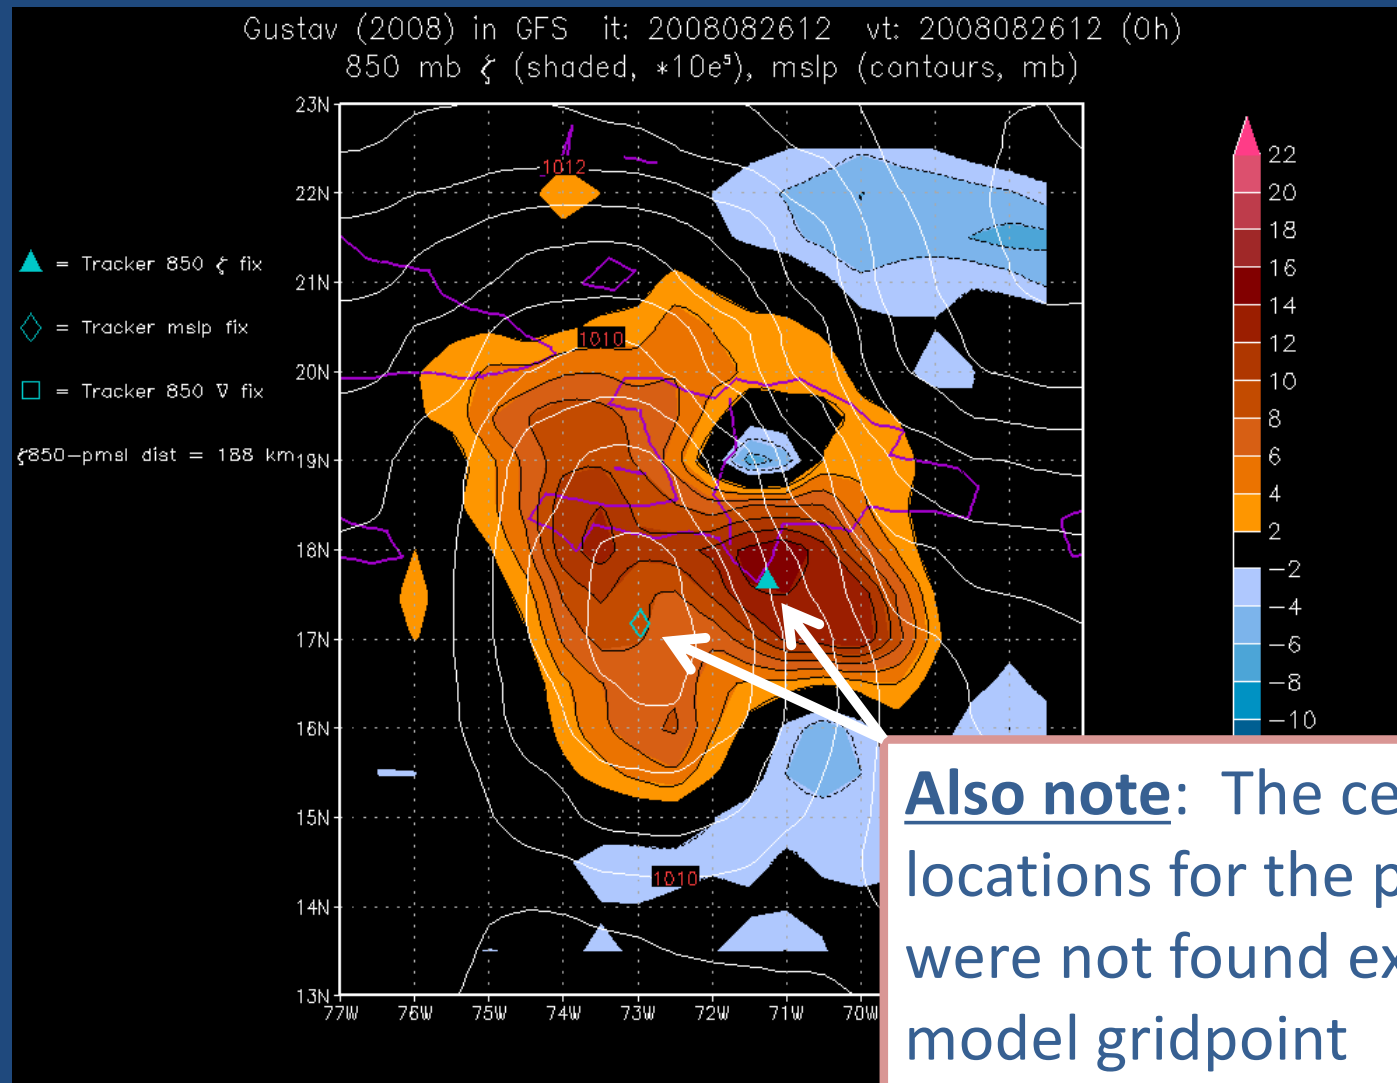 Gustav (2008) in GFS it: 2008082612 vt: 2008082612 (0h)
850 mb ζ (shaded, *10e⁵), mslp (contours, mb)
▲ = Tracker 850 ζ fix
◇ = Tracker mslp fix
□ = Tracker 850 ∇ fix
ζ850-pmsl dist = 188 km
23N
22N
21N
20N
19N
18N
17N
16N
15N
14N
13N
77W 76W 75W 74W 73W 72W 71W 70W
1012
1010
1010
22
20
18
16
14
12
10
8
6
4
2
-2
-4
-6
-8
-10
Also note: The ce
locations for the p
were not found ex
model gridpoint